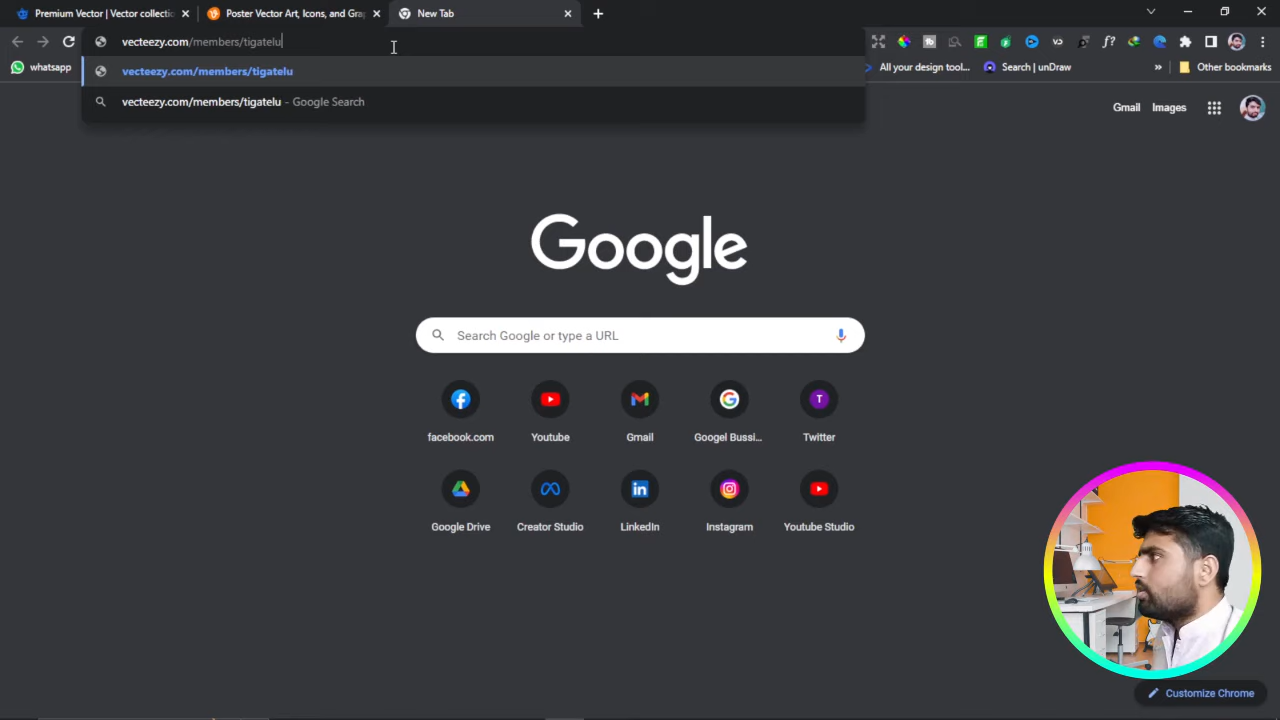 Premium Vector | Vector collectio
Poster Vector Art, Icons, and Gra
New Tab
vecteezy.com/members/tigatelu
whatsapp
vecteezy.com/members/tigatelu
vecteezy.com/members/tigatelu - Google Search
All your design tool...
Search | unDraw
»
Other bookmarks
Gmail
Images
Google
Search Google or type a URL
facebook.com
Youtube
Gmail
Googel Bussi...
T
Twitter
Google Drive
Creator Studio
LinkedIn
Instagram
Youtube Studio
Customize Chrome